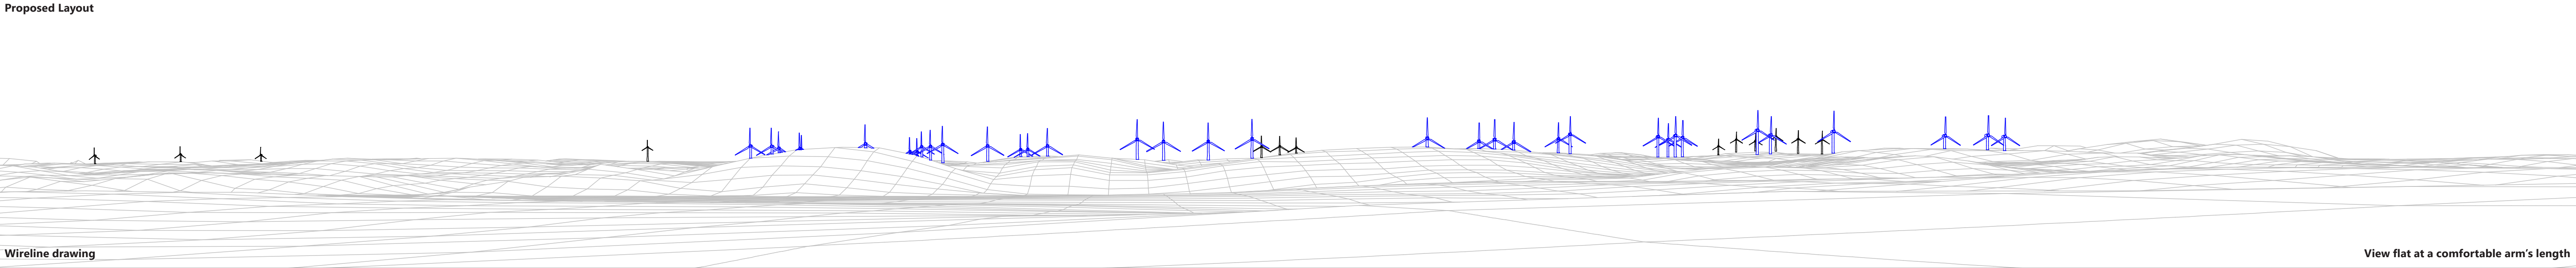 Proposed Layout
Wireline drawing
View flat at a comfortable arm's length